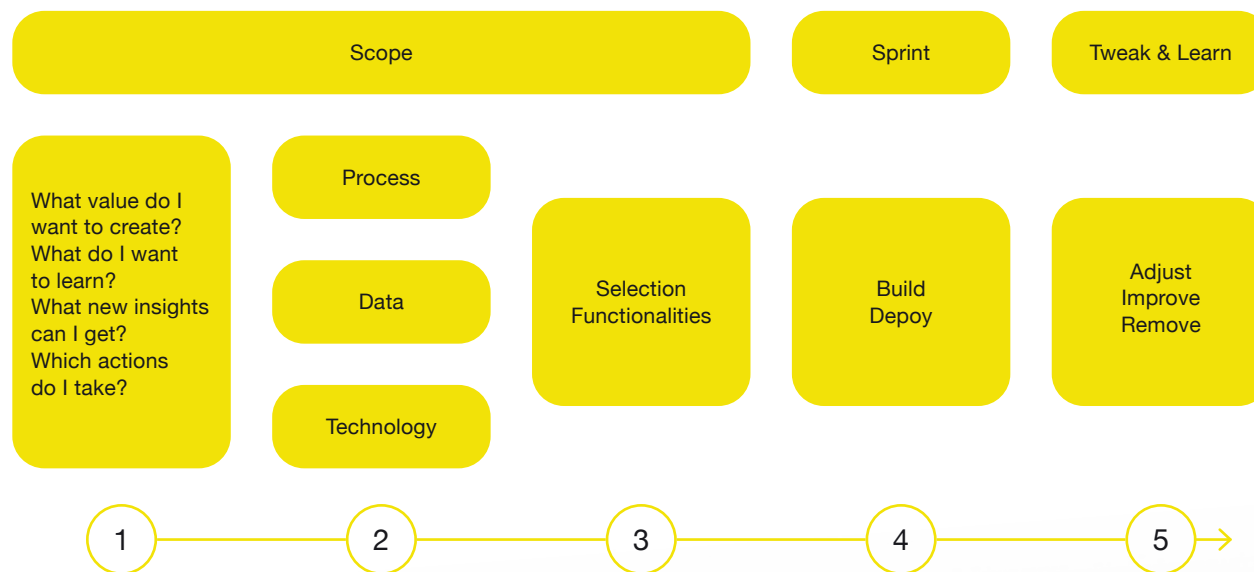 Scope
Sprint
Tweak & Learn
What value do I
want to create?
What do I want
to learn?
What new insights
can I get?
Which actions
do I take?
Process
Data
Technology
Selection
Functionalities
Build
Depoy
Adjust
Improve
Remove
1
2
3
4
5